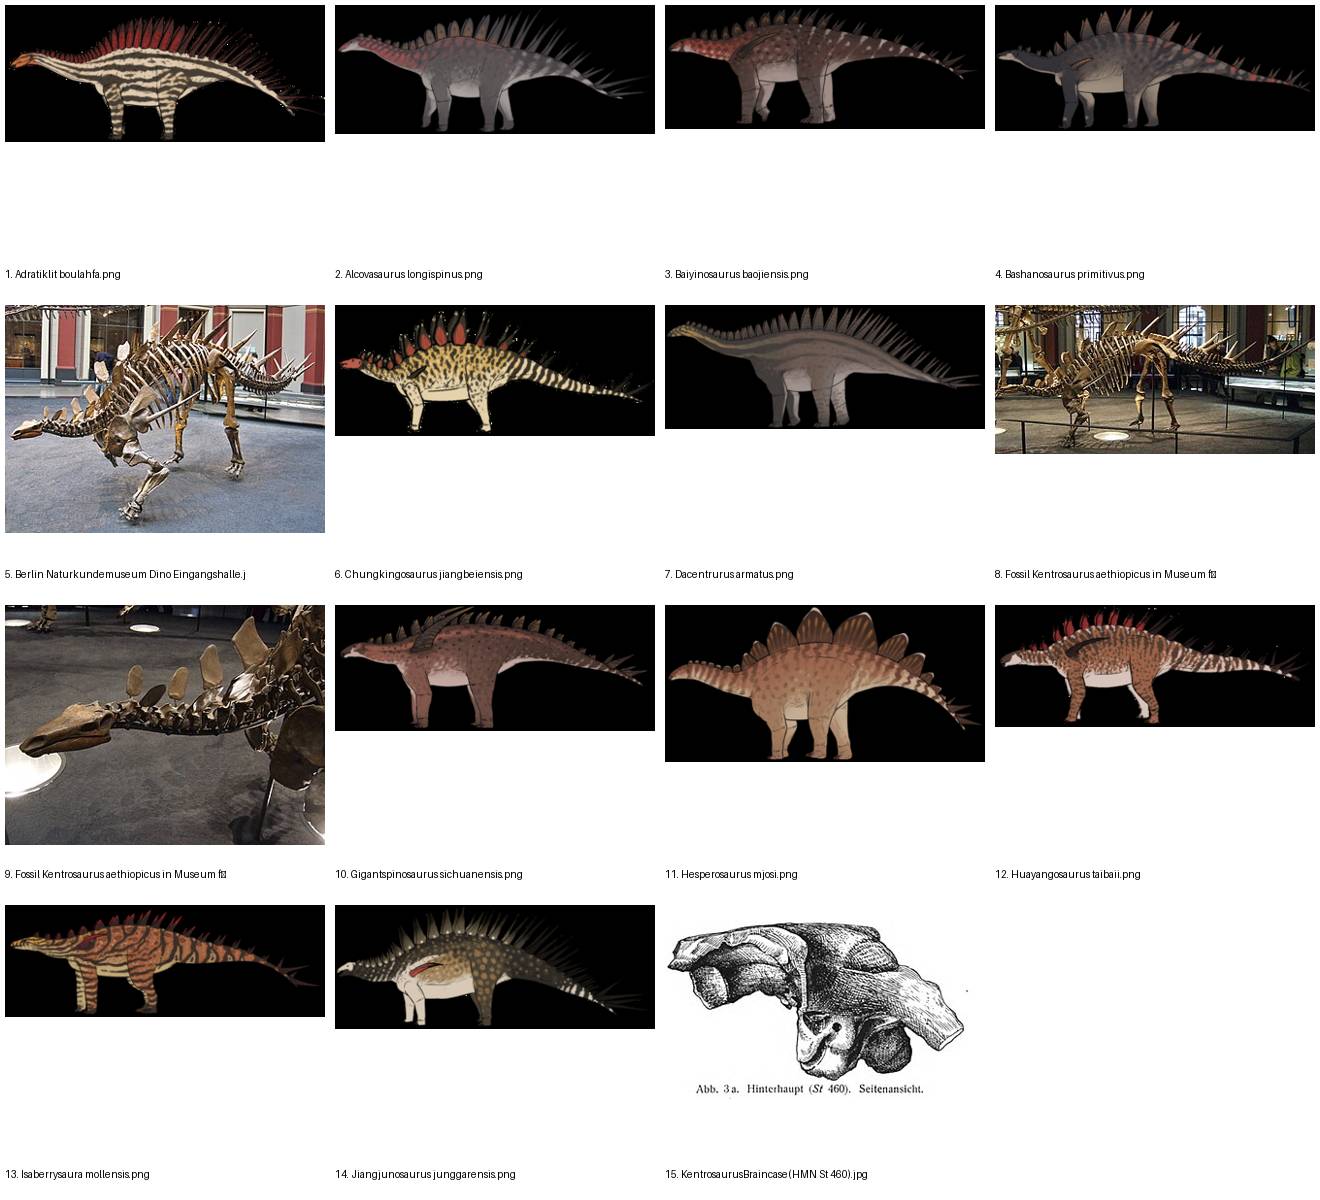 1. Adratiklit boulahfa.png
2. Alcovasaurus longispinus.png
3. Baiyinosaurus baojiensis.png
4. Bashanosaurus primitivus.png
5. Berlin Naturkundemuseum Dino Eingangshalle.j
6. Chungkingosaurus jiangbeiensis.png
7. Dacentrurus armatus.png
8. Fossil Kentrosaurus aethiopicus in Museum f
9. Fossil Kentrosaurus aethiopicus in Museum f
10. Gigantspinosaurus sichuanensis.png
11. Hesperosaurus mjosi.png
12. Huayangosaurus taibaii.png
Abb. 3 a. Hinterhaupt (St 460). Seitenansicht.
13. Isaberrysaura mollensis.png
14. Jiangjunosaurus junggarensis.png
15. KentrosaurusBraincase(HMN St 460).jpg